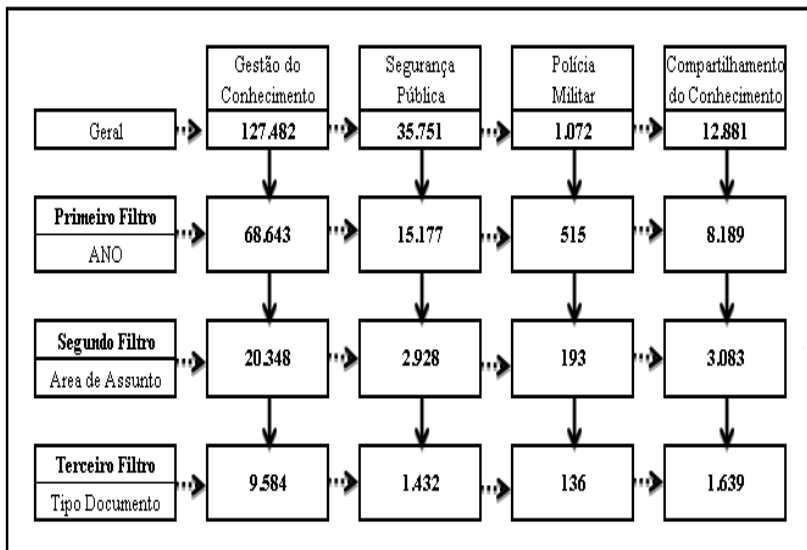 Gestão do
Conhecimento
Segurança
Pública
Polícia
Militar
Compartilhamento
do Conhecimento
Geral
127.482
35.751
1.072
12.881
Primeiro Filtro
ANO
68.643
15.177
515
8.189
Segundo Filtro
Area de Assunto
20.348
2.928
193
3.083
Terceiro Filtro
Tipo Documento
9.584
1.432
136
1.639